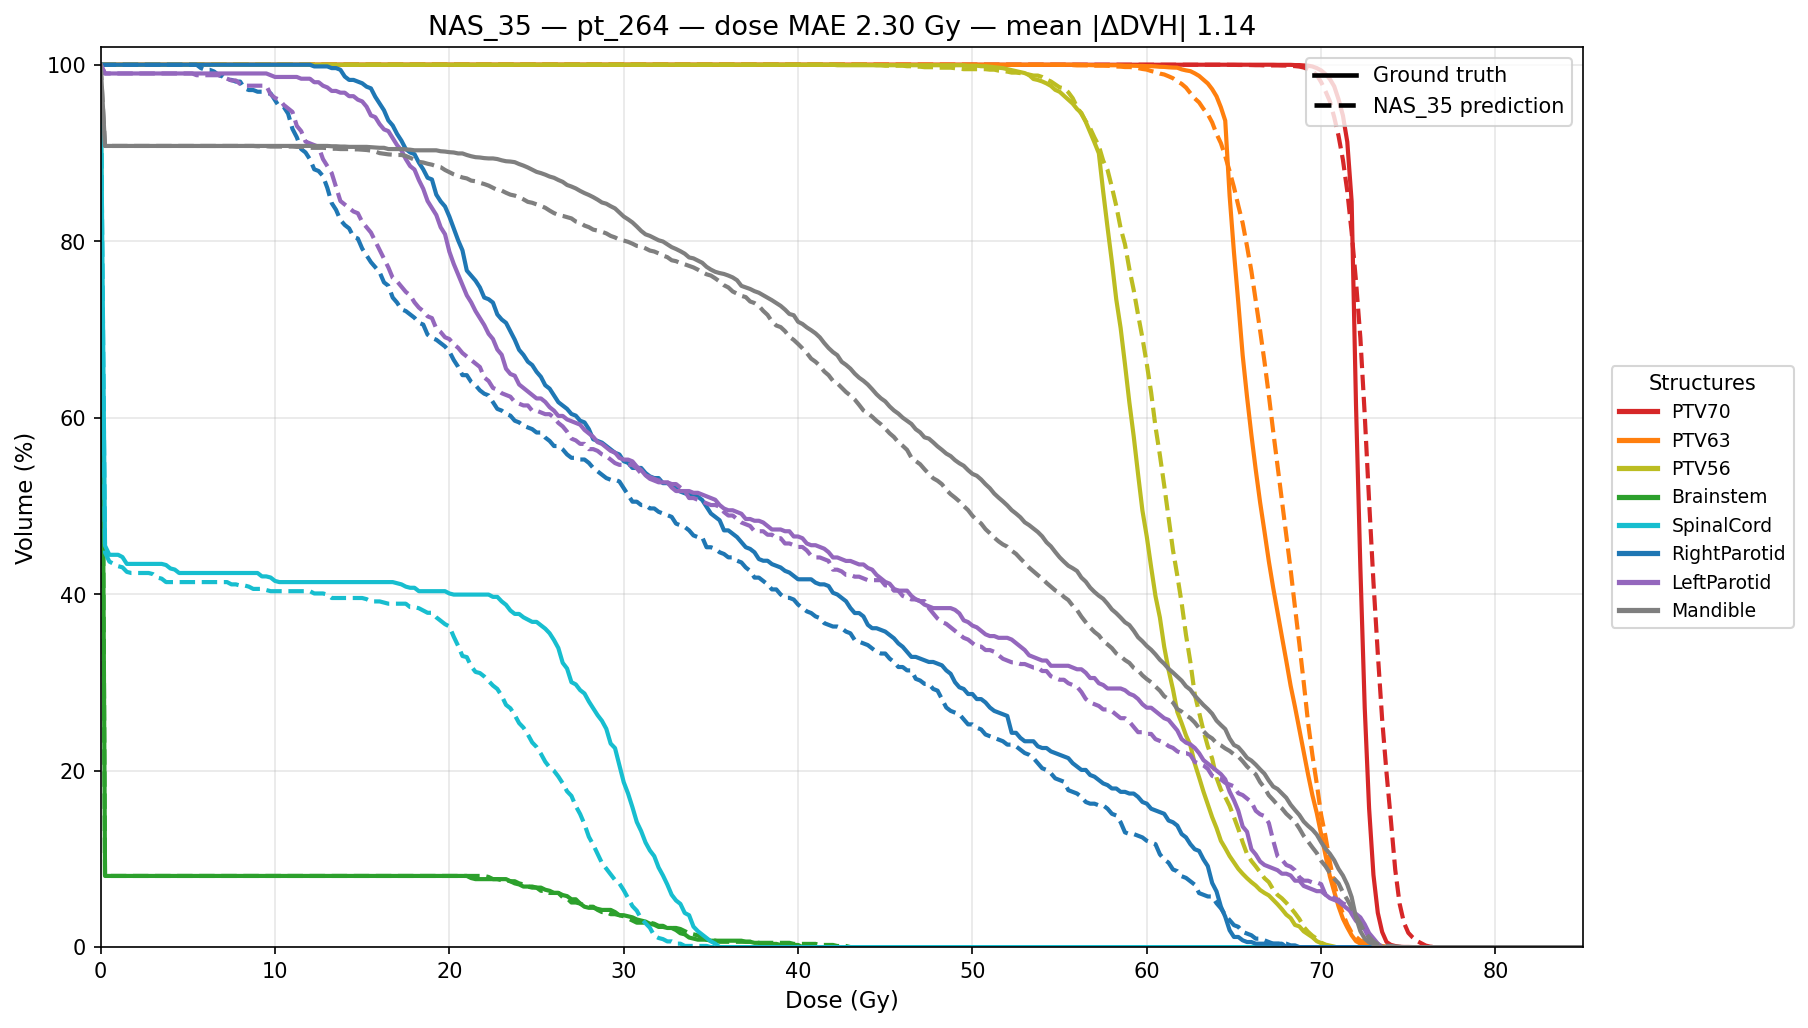 NAS_35 — pt_264 — dose MAE 2.30 Gy — mean |ΔDVH| 1.14
Ground truth
NAS_35 prediction
Volume (%)
100
80
60
40
20
0
0 10 20 30 40 50 60 70 80
Dose (Gy)
Structures
PTV70
PTV63
PTV56
Brainstem
SpinalCord
RightParotid
LeftParotid
Mandible